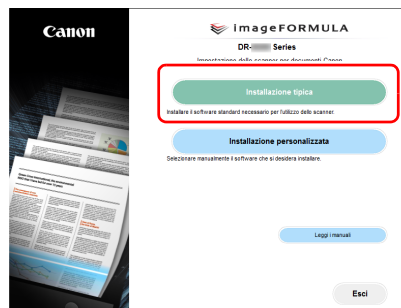 Canon
imageFORMULA
DR- Series
Impostazione dello scanner per documenti Canon
Installazione tipica
Installare il software standard necessario per l'utilizzo dello scanner.
Installazione personalizzata
Selezionare manualmente il software che si desidera installare.
Leggi i manuali
Esci